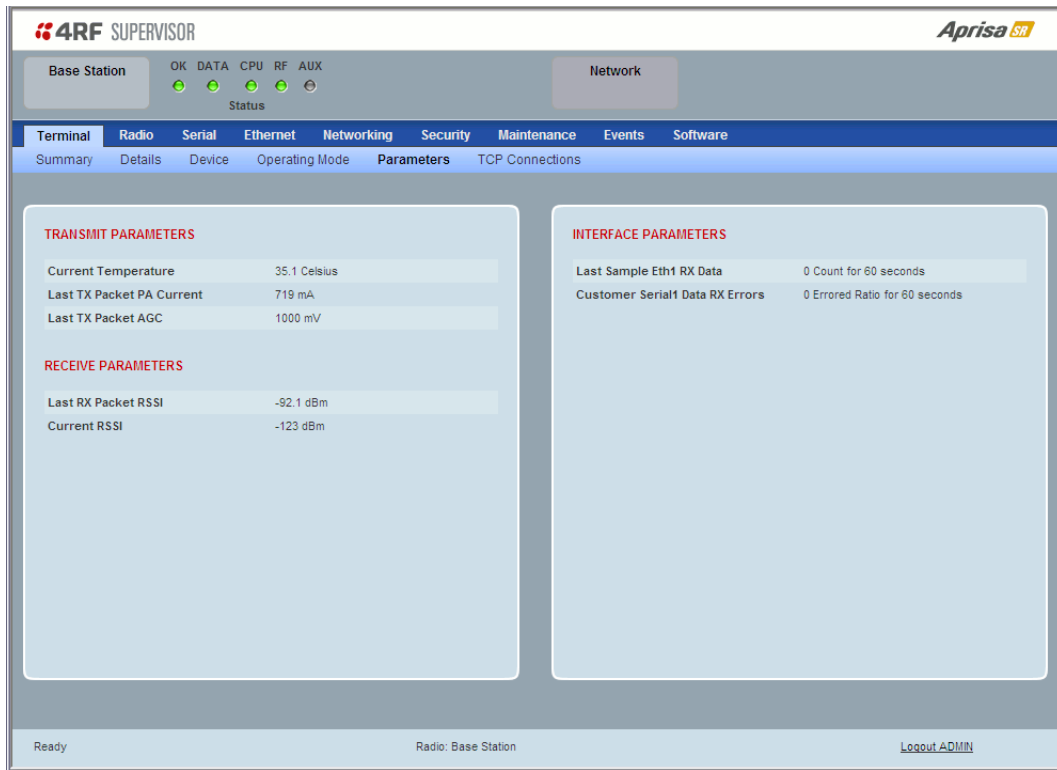 4RF SUPERVISOR
Aprisa SR
Base Station
OK DATA CPU RF AUX
Status
Network
Terminal Radio Serial Ethernet Networking Security Maintenance Events Software
Summary Details Device Operating Mode Parameters TCP Connections
TRANSMIT PARAMETERS
Current Temperature 35.1 Celsius
Last TX Packet PA Current 719 mA
Last TX Packet AGC 1000 mV
RECEIVE PARAMETERS
Last RX Packet RSSI -92.1 dBm
Current RSSI -123 dBm
INTERFACE PARAMETERS
Last Sample Eth1 RX Data 0 Count for 60 seconds
Customer Serial1 Data RX Errors 0 Errored Ratio for 60 seconds
Ready
Radio: Base Station
Logout ADMIN